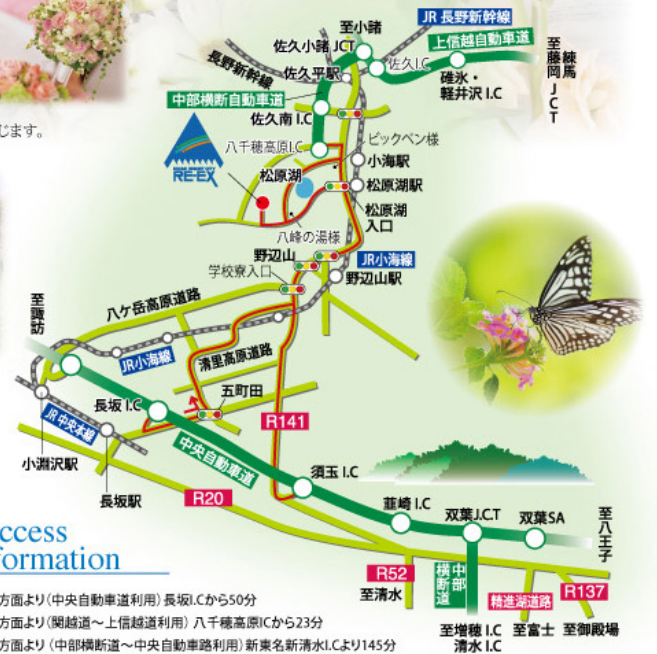 至小諸
JR 長野新幹線
佐久小諸 JCT
上信越自動車道
長野新幹線
佐久平駅
佐久I.C
碓氷・
軽井沢 I.C
練馬
至藤岡JCT
中部横断自動車道
佐久南 I.C
じます。
八千穂高原I.C
ビックベン様
小海駅
RE-EX
松原湖
松原湖駅
松原湖
入口
八峰の湯様
野辺山
JR小海線
学校寮入口
野辺山駅
至諏訪
八ケ岳高原道路
JR小海線
清里高原道路
五町田
長坂 I.C
R141
JR 中央本線
中央自動車道
小淵沢駅
須玉 I.C
長坂駅
R20
韮崎 I.C
双葉J.C.T
双葉SA
至八王子
ccess
formation
R52
中部
横断道
精進湖道路
R137
至清水
方面より（中央自動車道利用）長坂I.Cから50分
方面より（関越道～上信越道利用）八千穂高原ICから23分
至増穂 I.C
清水 I.C
至富士
至御殿場
方面より（中部横断道～中央自動車路利用）新東名新清水I.Cより145分